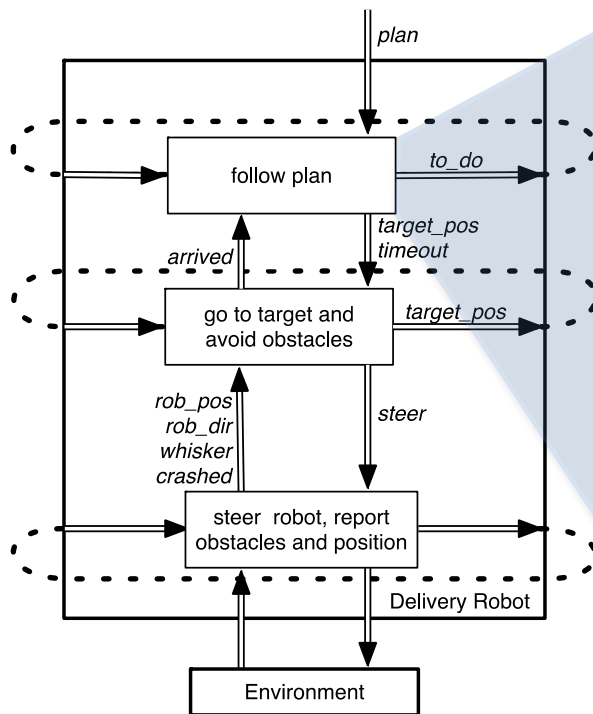 plan
follow plan
to_do
target_pos
timeout
arrived
go to target and
avoid obstacles
target_pos
rob_pos
rob_dir
whisker
crashed
steer
steer robot, report
obstacles and position
Delivery Robot
Environment